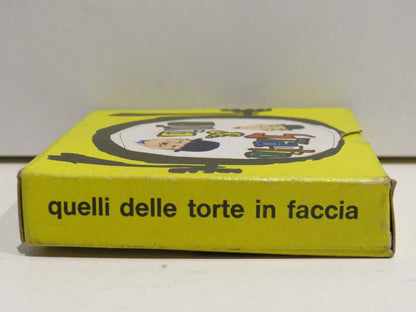 quelli delle torte in faccia